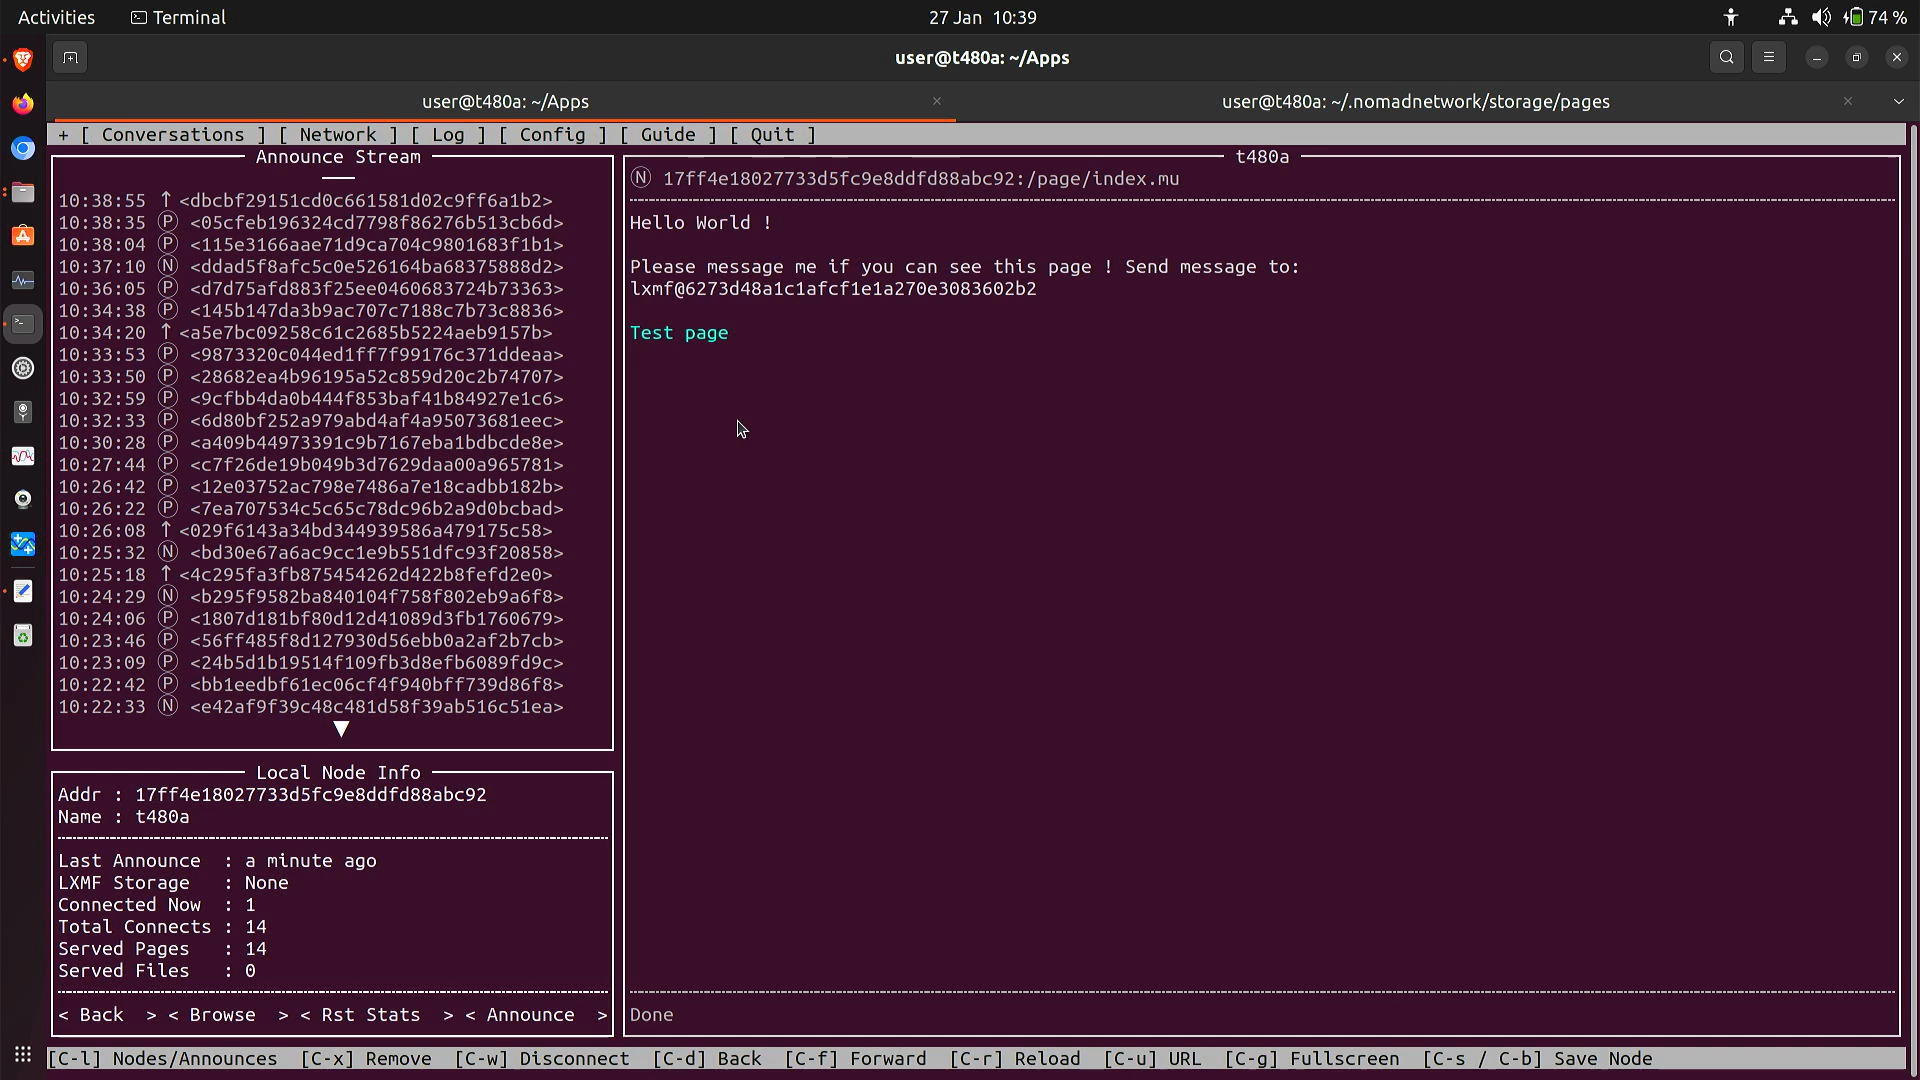 Activities Terminal 27 Jan 10:39 74 %
user@t480a: ~/Apps
user@t480a: ~/Apps × user@t480a: ~/.nomadnetwork/storage/pages ×
+ [ Conversations ] [ Network ] [ Log ] [ Config ] [ Guide ] [ Quit ]
Announce Stream
10:38:55 ↑ <dbcbf29151cd0c661581d02c9ff6a1b2>
10:38:35 Ⓟ <05cfeb196324cd7798f86276b513cb6d>
10:38:04 Ⓟ <115e3166aae71d9ca704c9801683f1b1>
10:37:10 Ⓝ <ddad5f8afc5c0e526164ba68375888d2>
10:36:05 Ⓟ <d7d75afd883f25ee0460683724b73363>
10:34:38 Ⓟ <145b147da3b9ac707c7188c7b73c8836>
10:34:20 ↑ <a5e7bc09258c61c2685b5224aeb9157b>
10:33:53 Ⓟ <9873320c044ed1ff7f99176c371ddeaa>
10:33:50 Ⓟ <28682ea4b96195a52c859d20c2b74707>
10:32:59 Ⓟ <9cfbb4da0b444f853baf41b84927e1c6>
10:32:33 Ⓟ <6d80bf252a979abd4af4a95073681eec>
10:30:28 Ⓟ <a409b44973391c9b7167eba1bdbcde8e>
10:27:44 Ⓟ <c7f26de19b049b3d7629daa00a965781>
10:26:42 Ⓟ <12e03752ac798e7486a7e18cadbb182b>
10:26:22 Ⓟ <7ea707534c5c65c78dc96b2a9d0bcbad>
10:26:08 ↑ <029f6143a34bd344939586a479175c58>
10:25:32 Ⓝ <bd30e67a6ac9cc1e9b551dfc93f20858>
10:25:18 ↑ <4c295fa3fb875454262d422b8fefd2e0>
10:24:29 Ⓝ <b295f9582ba840104f758f802eb9a6f8>
10:24:06 Ⓟ <1807d181bf80d12d41089d3fb1760679>
10:23:46 Ⓟ <56ff485f8d127930d56ebb0a2af2b7cb>
10:23:09 Ⓟ <24b5d1b19514f109fb3d8efb6089fd9c>
10:22:42 Ⓟ <bb1eedbf61ec06cf4f940bff739d86f8>
10:22:33 Ⓝ <e42af9f39c48c481d58f39ab516c51ea>
Local Node Info
Addr : 17ff4e18027733d5fc9e8ddfd88abc92
Name : t480a
Last Announce : a minute ago
LXMF Storage : None
Connected Now : 1
Total Connects : 14
Served Pages : 14
Served Files : 0
< Back > < Browse > < Rst Stats > < Announce >
t480a
Ⓝ 17ff4e18027733d5fc9e8ddfd88abc92:/page/index.mu
Hello World !
Please message me if you can see this page ! Send message to:
lxmf@6273d48a1c1afcf1e1a270e3083602b2
Test page
Done
[C-l] Nodes/Announces [C-x] Remove [C-w] Disconnect [C-d] Back [C-f] Forward [C-r] Reload [C-u] URL [C-g] Fullscreen [C-s / C-b] Save Node